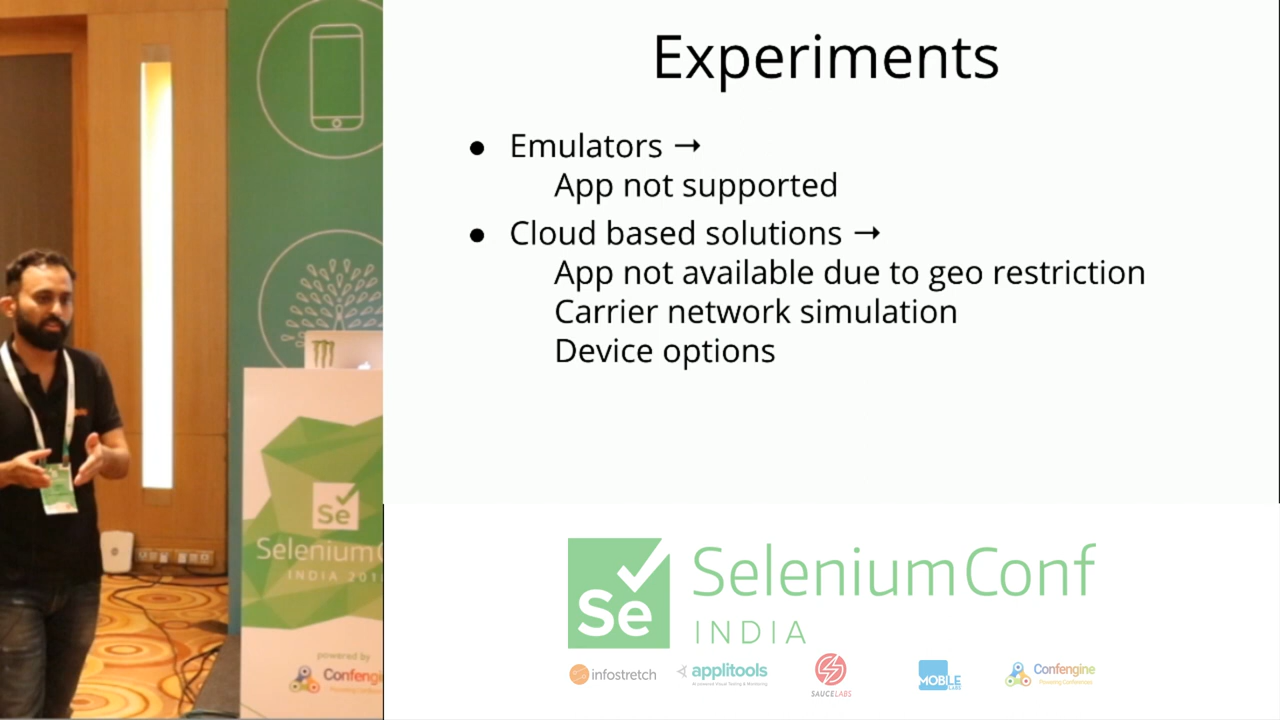 Experiments
● Emulators →
App not supported
● Cloud based solutions →
App not available due to geo restriction
Carrier network simulation
Device options
Se
Selenium
INDIA 201
powered by
Confengine
Se
SeleniumConf
INDIA
infostretch
applitools
SAUCELABS
MOBILE
LABS
Confengine